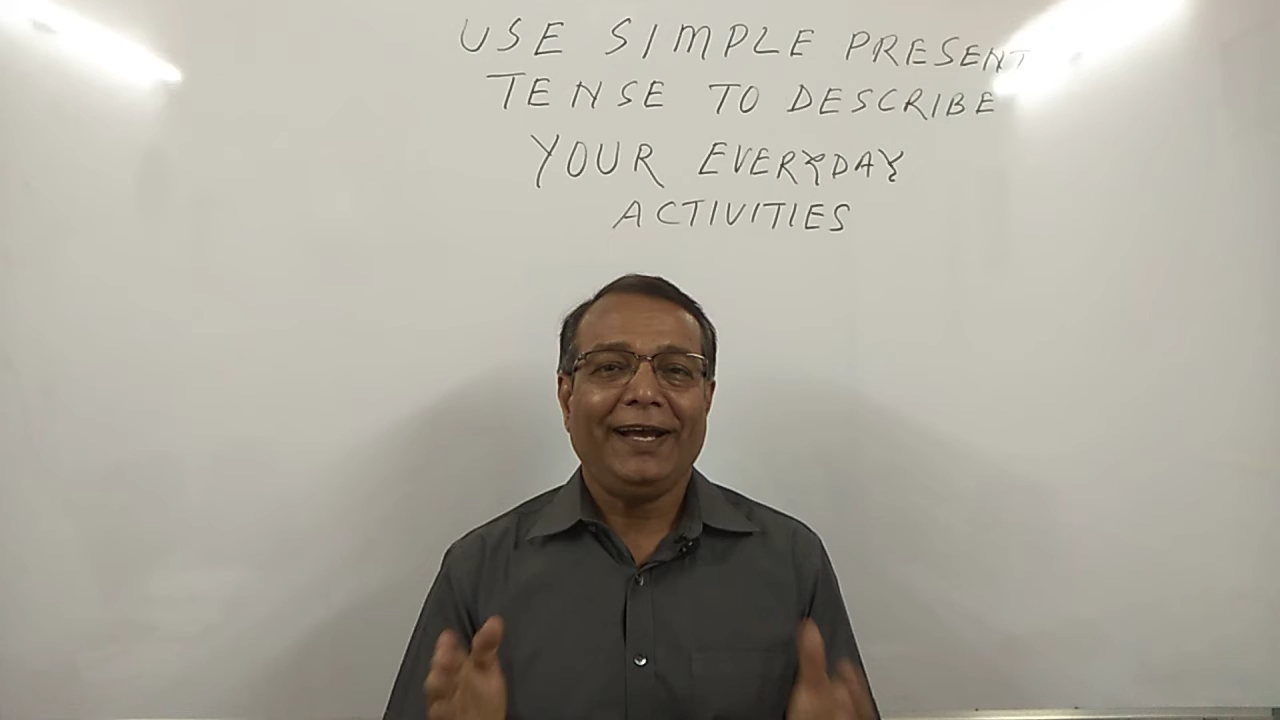 USE SIMPLE PRESENT
TENSE TO DESCRIBE
YOUR EVERYDAY
ACTIVITIES